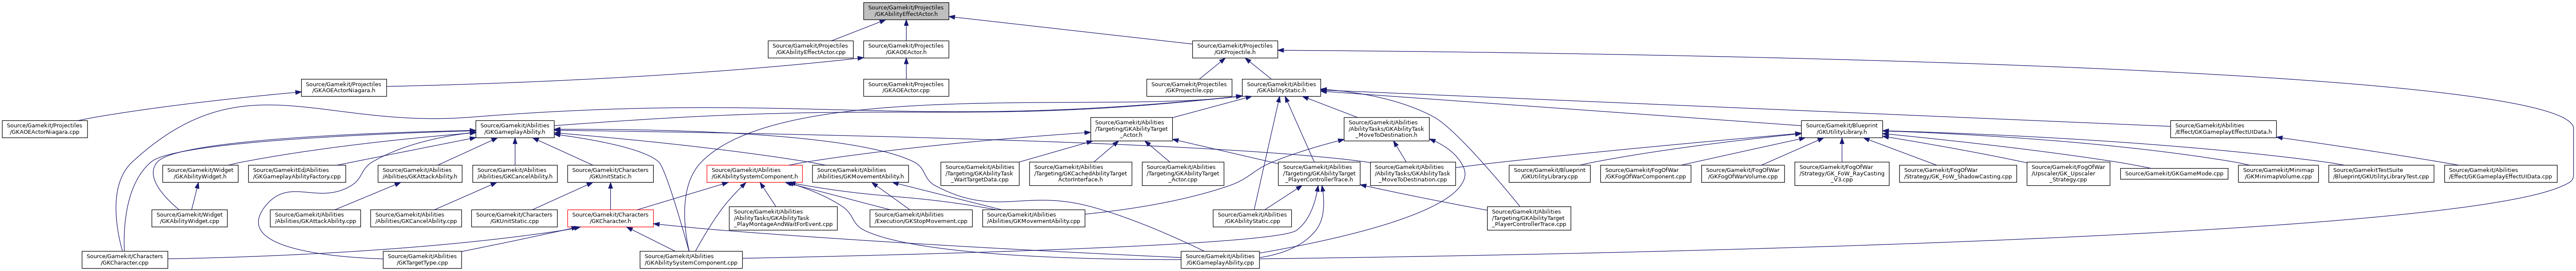 Source/Gamekit/Projectiles
/GKAbilityEffectActor.h
Source/Gamekit/Projectiles
/GKAbilityEffectActor.cpp
Source/Gamekit/Projectiles
/GKAOEActor.h
Source/Gamekit/Projectiles
/GKProjectile.h
Source/Gamekit/Projectiles
/GKAOEActorNiagara.h
Source/Gamekit/Projectiles
/GKAOEActor.cpp
Source/Gamekit/Projectiles
/GKProjectile.cpp
Source/Gamekit/Abilities
/GKAbilityStatic.h
Source/Gamekit/Projectiles
/GKAOEActorNiagara.cpp
Source/Gamekit/Abilities
/GKGameplayAbility.h
Source/Gamekit/Abilities
/Targeting/GKAbilityTarget
_Actor.h
Source/Gamekit/Abilities
/AbilityTasks/GKAbilityTask
_MoveToDestination.h
Source/Gamekit/Blueprint
/GKUtilityLibrary.h
Source/Gamekit/Abilities
/Effect/GKGameplayEffectUIData.h
Source/Gamekit/Widget
/GKAbilityWidget.h
Source/GamekitEd/Abilities
/GKGameplayAbilityFactory.cpp
Source/Gamekit/Abilities
/Abilities/GKAttackAbility.h
Source/Gamekit/Abilities
/Abilities/GKCancelAbility.h
Source/Gamekit/Characters
/GKUnitStatic.h
Source/Gamekit/Abilities
/GKAbilitySystemComponent.h
Source/Gamekit/Abilities
/Abilities/GKMovementAbility.h
Source/Gamekit/Abilities
/Targeting/GKAbilityTask
_WaitTargetData.cpp
Source/Gamekit/Abilities
/Targeting/GKCachedAbilityTarget
ActorInterface.h
Source/Gamekit/Abilities
/Targeting/GKAbilityTarget
_Actor.cpp
Source/Gamekit/Abilities
/Targeting/GKAbilityTarget
_PlayerControllerTrace.h
Source/Gamekit/Abilities
/AbilityTasks/GKAbilityTask
_MoveToDestination.cpp
Source/Gamekit/Blueprint
/GKUtilityLibrary.cpp
Source/Gamekit/FogOfWar
/GKFogOfWarComponent.cpp
Source/Gamekit/FogOfWar
/GKFogOfWarVolume.cpp
Source/Gamekit/FogOfWar
/Strategy/GK_FoW_RayCasting
_V3.cpp
Source/Gamekit/FogOfWar
/Strategy/GK_FoW_ShadowCasting.cpp
Source/Gamekit/FogOfWar
/Upscaler/GK_Upscaler
_Strategy.cpp
Source/Gamekit/GKGameMode.cpp
Source/Gamekit/Minimap
/GKMinimapVolume.cpp
Source/GamekitTestSuite
/Blueprint/GKUtilityLibraryTest.cpp
Source/Gamekit/Abilities
/Effect/GKGameplayEffectUIData.cpp
Source/Gamekit/Widget
/GKAbilityWidget.cpp
Source/Gamekit/Abilities
/Abilities/GKAttackAbility.cpp
Source/Gamekit/Abilities
/Abilities/GKCancelAbility.cpp
Source/Gamekit/Characters
/GKUnitStatic.cpp
Source/Gamekit/Characters
/GKCharacter.h
Source/Gamekit/Abilities
/AbilityTasks/GKAbilityTask
_PlayMontageAndWaitForEvent.cpp
Source/Gamekit/Abilities
/Execution/GKStopMovement.cpp
Source/Gamekit/Abilities
/Abilities/GKMovementAbility.cpp
Source/Gamekit/Abilities
/GKAbilityStatic.cpp
Source/Gamekit/Abilities
/Targeting/GKAbilityTarget
_PlayerControllerTrace.cpp
Source/Gamekit/Characters
/GKCharacter.cpp
Source/Gamekit/Abilities
/GKTargetType.cpp
Source/Gamekit/Abilities
/GKAbilitySystemComponent.cpp
Source/Gamekit/Abilities
/GKGameplayAbility.cpp